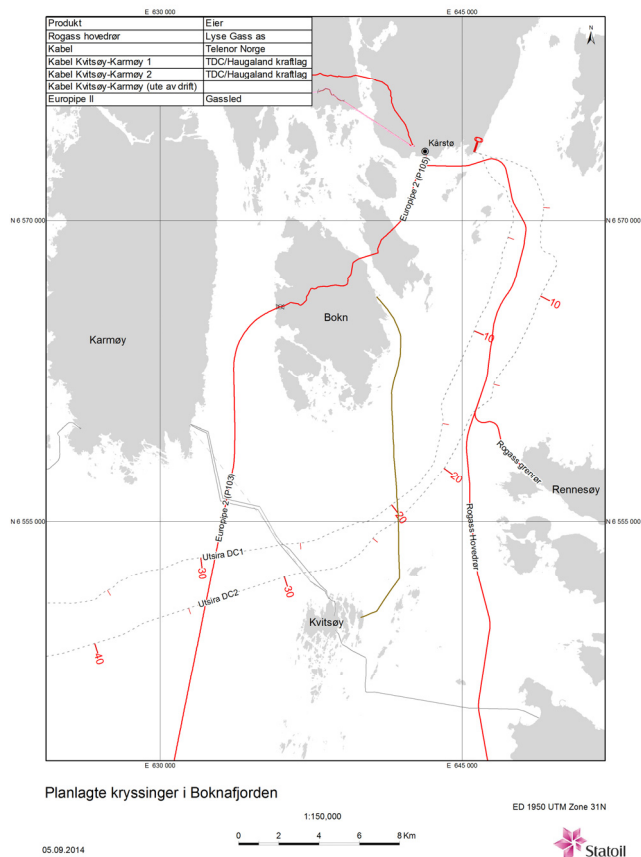 Produkt Eier
Rogass hovedrør Lyse Gass as
Kabel Telenor Norge
Kabel Kvitsøy-Karmøy 1 TDC/Haugaland kraftlag
Kabel Kvitsøy-Karmøy 2 TDC/Haugaland kraftlag
Kabel Kvitsøy-Karmøy (ute av drift)
Europipe II Gassled
E 630 000
E 645 000
N
Kårstø
Europipe 2 (P105)
N 6 570 000
N 6 570 000
10
Bokn
Karmøy
10
Rogass grenrør
20
Rennesøy
Europipe 2 (P103)
20
Rogass Hovedrør
N 6 555 000
N 6 555 000
Utsira DC1
30
30
Utsira DC2
Kvitsøy
40
E 630 000
E 645 000
Planlagte kryssinger i Boknafjorden
ED 1950 UTM Zone 31N
1:150,000
0 2 4 6 8 Km
05.09.2014
Statoil